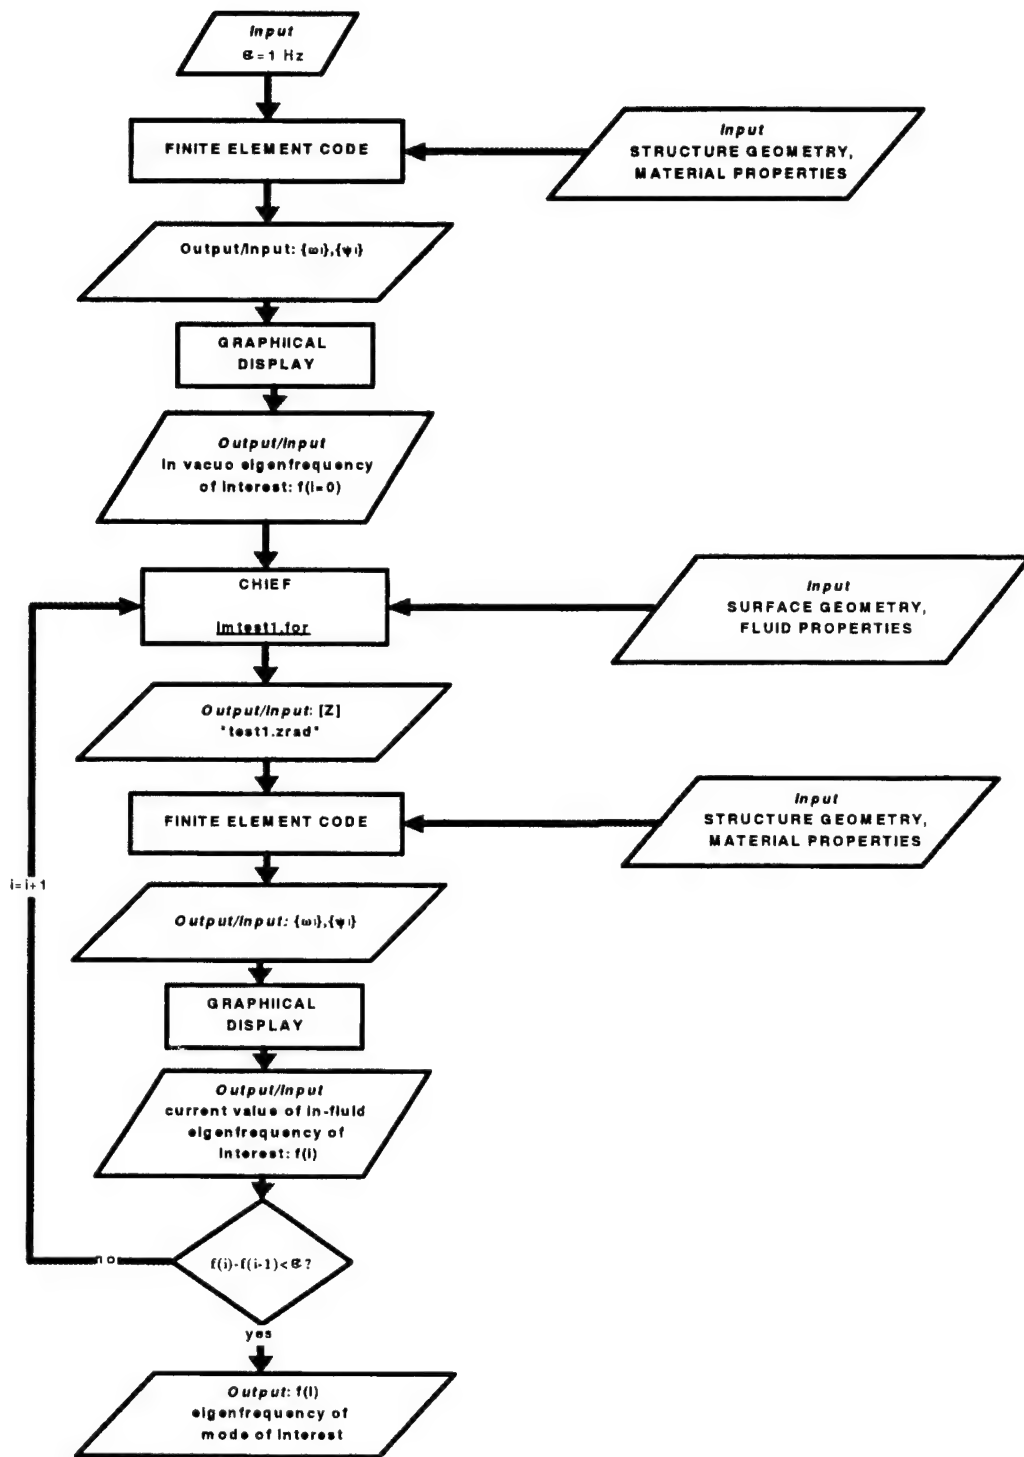 Input
ε=1 Hz
FINITE ELEMENT CODE
Input
STRUCTURE GEOMETRY,
MATERIAL PROPERTIES
Output/Input: {ωi},{ψi}
GRAPHIICAL
DISPLAY
Output/Input
in vacuo eigenfrequency
of interest: f(i=0)
CHIEF
lmtest1.for
Input
SURFACE GEOMETRY,
FLUID PROPERTIES
Output/Input: [Z]
"test1.zrad"
FINITE ELEMENT CODE
Input
STRUCTURE GEOMETRY,
MATERIAL PROPERTIES
i=i+1
Output/Input: {ωi},{ψi}
GRAPHIICAL
DISPLAY
Output/Input
current value of in-fluid
eigenfrequency of
interest: f(i)
no
f(i)-f(i-1)<ε?
yes
Output: f(i)
eigenfrequency of
mode of interest